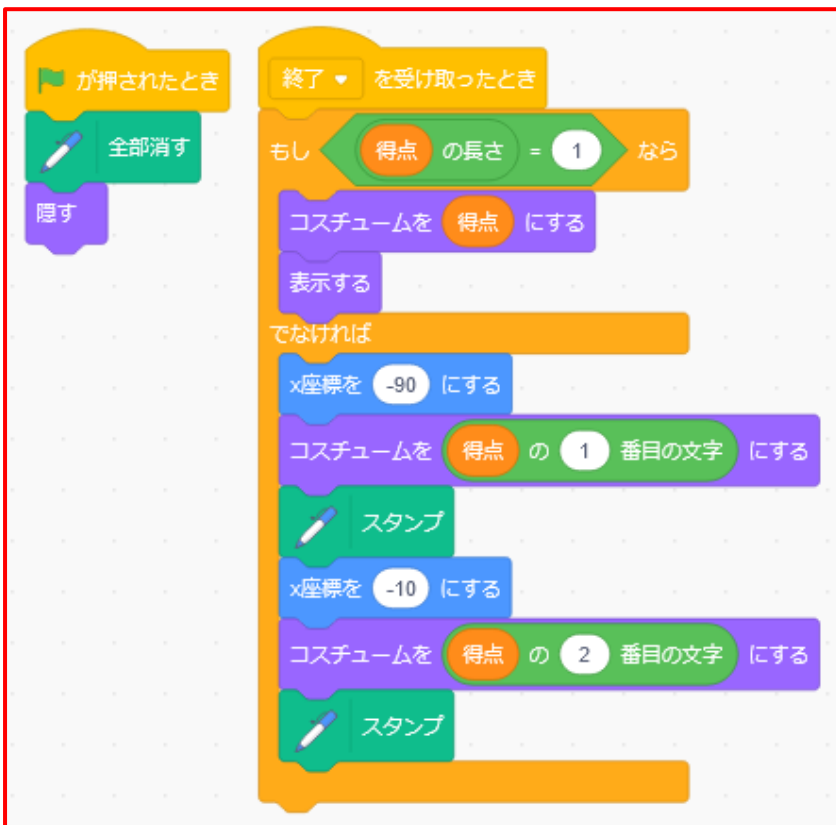 が押されたとき
全部消す
隠す
終了 を受け取ったとき
もし 得点 の長さ = 1 なら
コスチュームを 得点 にする
表示する
でなければ
x座標を -90 にする
コスチュームを 得点 の 1 番目の文字 にする
スタンプ
x座標を -10 にする
コスチュームを 得点 の 2 番目の文字 にする
スタンプ